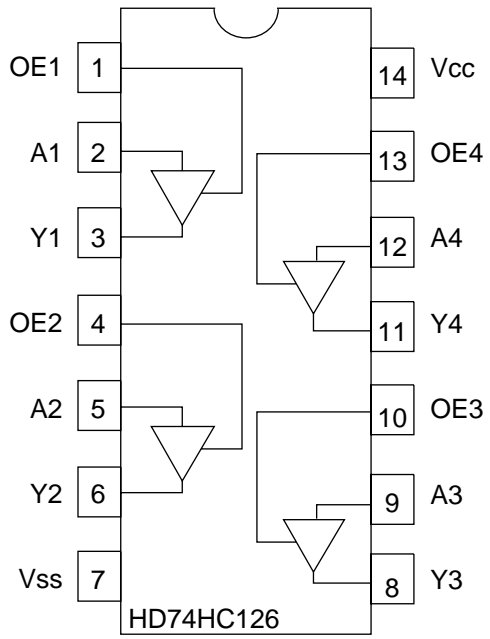 OE1 1
14 Vcc
A1 2
13 OE4
Y1 3
12 A4
OE2 4
11 Y4
A2 5
10 OE3
Y2 6
9 A3
Vss 7
8 Y3
HD74HC126